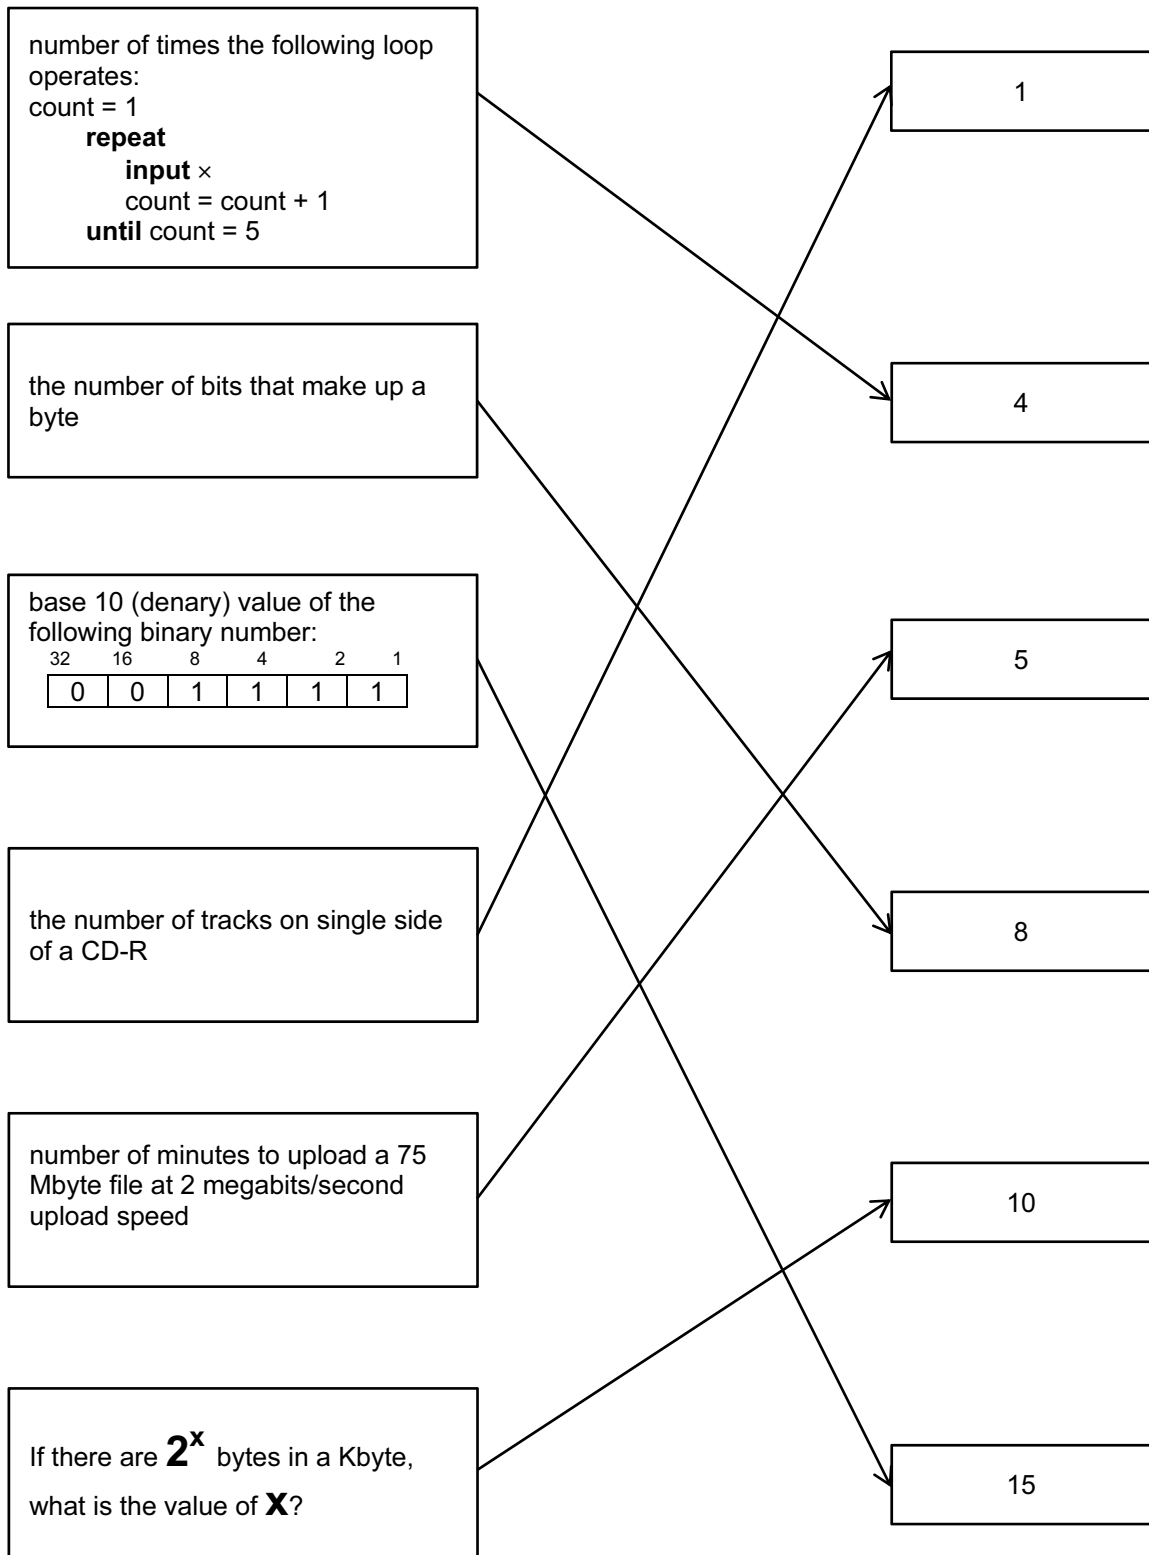 number of times the following loop
operates:
count = 1
repeat
input ×
count = count + 1
until count = 5
1
the number of bits that make up a
byte
4
base 10 (denary) value of the
following binary number:
32 16 8 4 2 1
0 0 1 1 1 1
5
the number of tracks on single side
of a CD-R
8
number of minutes to upload a 75
Mbyte file at 2 megabits/second
upload speed
10
If there are 2^x bytes in a Kbyte,
what is the value of x?
15